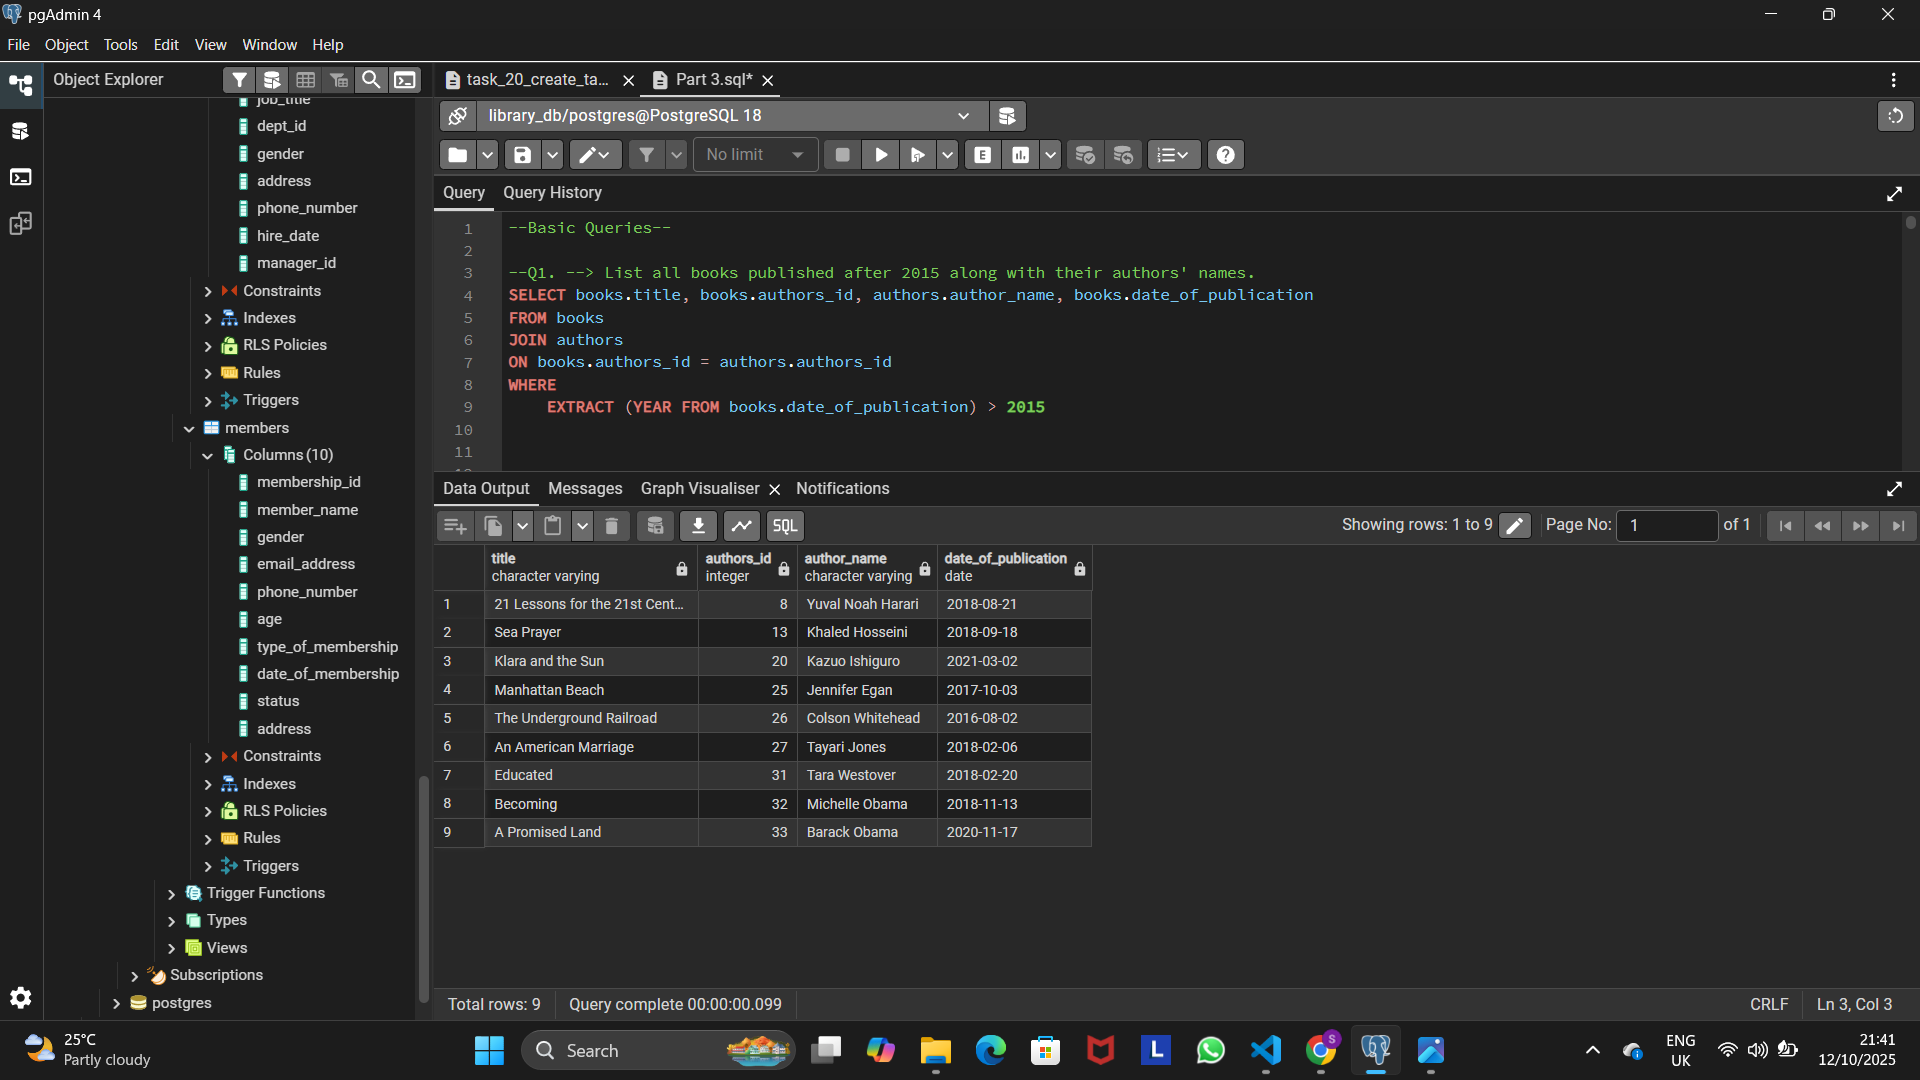 pgAdmin 4
File Object Tools Edit View Window Help
Object Explorer
job_title
dept_id
gender
address
phone_number
hire_date
manager_id
Constraints
Indexes
RLS Policies
Rules
Triggers
members
Columns (10)
membership_id
member_name
gender
email_address
phone_number
age
type_of_membership
date_of_membership
status
address
Constraints
Indexes
RLS Policies
Rules
Triggers
Trigger Functions
Types
Views
Subscriptions
postgres
task_20_create_ta... Part 3.sql*
library_db/postgres@PostgreSQL 18
No limit E
Query Query History
1 --Basic Queries--
2
3 --Q1. --> List all books published after 2015 along with their authors' names.
4 SELECT books.title, books.authors_id, authors.author_name, books.date_of_publication
5 FROM books
6 JOIN authors
7 ON books.authors_id = authors.authors_id
8 WHERE
9 EXTRACT (YEAR FROM books.date_of_publication) > 2015
10
11
Data Output Messages Graph Visualiser Notifications
SQL Showing rows: 1 to 9 Page No: 1 of 1
title authors_id author_name date_of_publication
character varying integer character varying date
1 21 Lessons for the 21st Cent... 8 Yuval Noah Harari 2018-08-21
2 Sea Prayer 13 Khaled Hosseini 2018-09-18
3 Klara and the Sun 20 Kazuo Ishiguro 2021-03-02
4 Manhattan Beach 25 Jennifer Egan 2017-10-03
5 The Underground Railroad 26 Colson Whitehead 2016-08-02
6 An American Marriage 27 Tayari Jones 2018-02-06
7 Educated 31 Tara Westover 2018-02-20
8 Becoming 32 Michelle Obama 2018-11-13
9 A Promised Land 33 Barack Obama 2020-11-17
Total rows: 9 Query complete 00:00:00.099 CRLF Ln 3, Col 3
25°C
Partly cloudy
Search
L
S
ENG
UK
21:41
12/10/2025